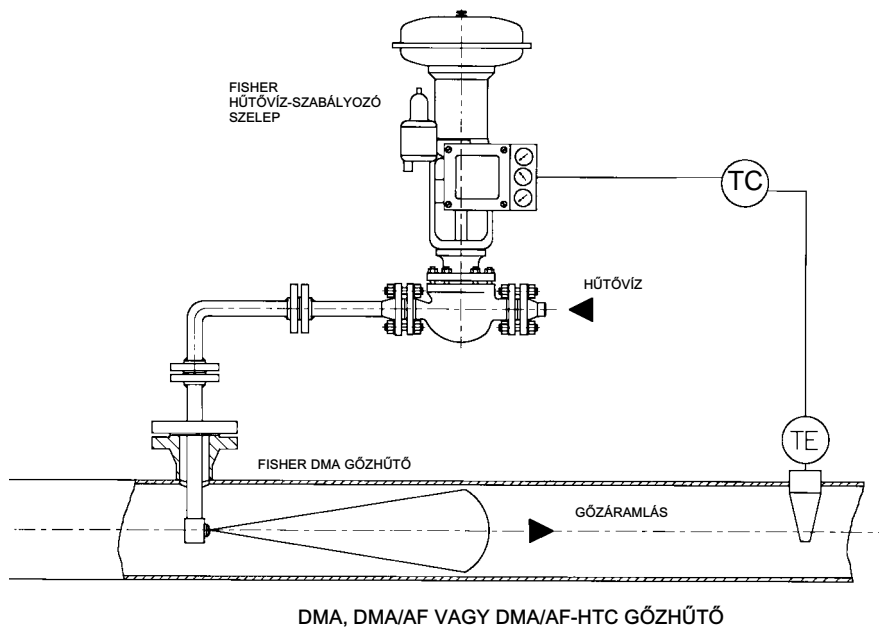 FISHER
HŰTŐVÍZ-SZABÁLYOZÓ
SZELEP
TC
HŰTŐVÍZ
TE
FISHER DMA GŐZHŰTŐ
GŐZÁRAMLÁS
DMA, DMA/AF VAGY DMA/AF-HTC GŐZHŰTŐ